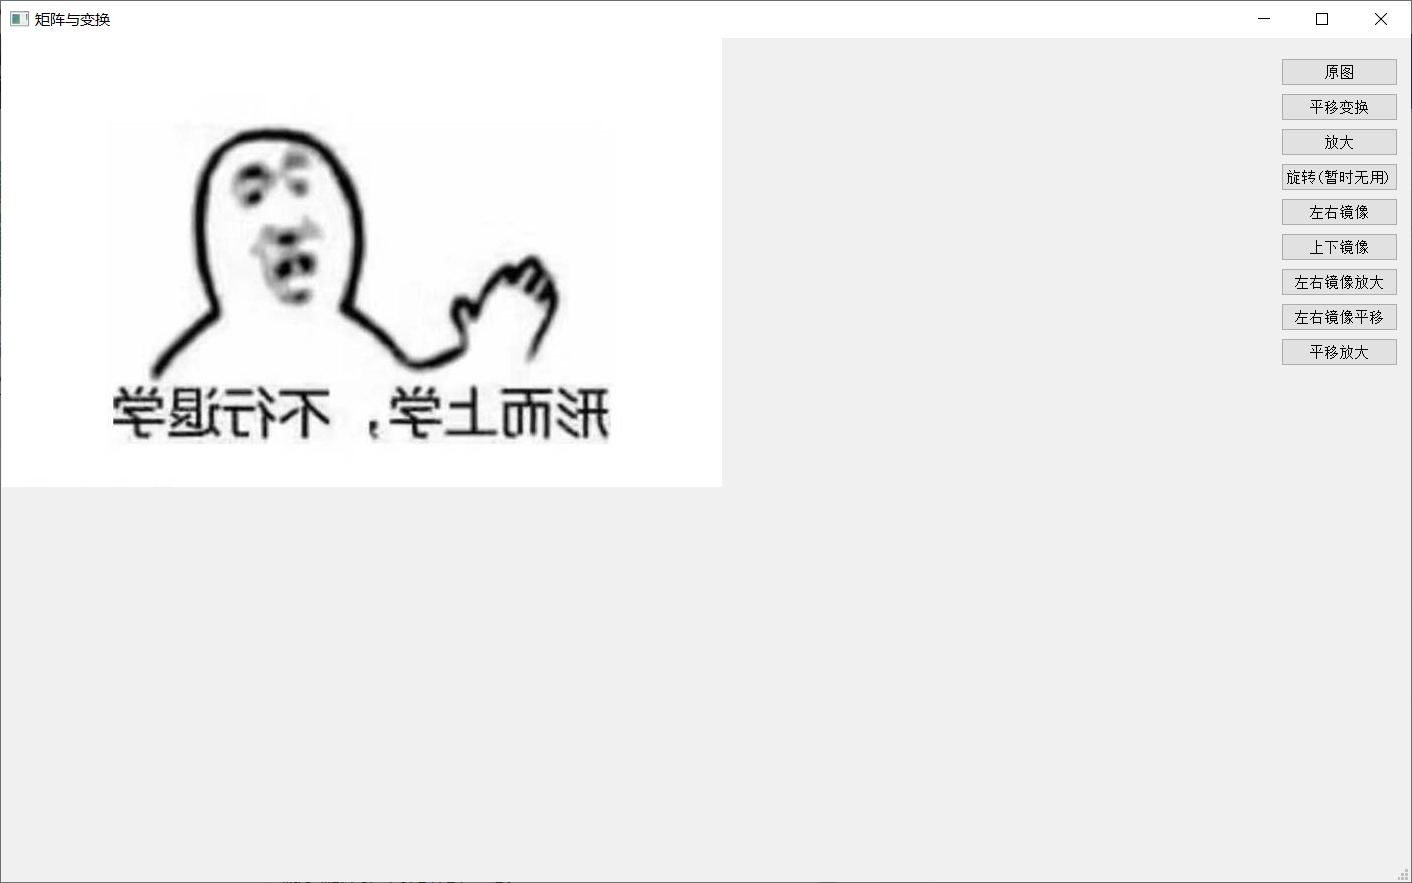 矩阵与变换
原图
平移变换
放大
旋转(暂时无用)
左右镜像
上下镜像
左右镜像放大
左右镜像平移
平移放大
形而上学，不行退学